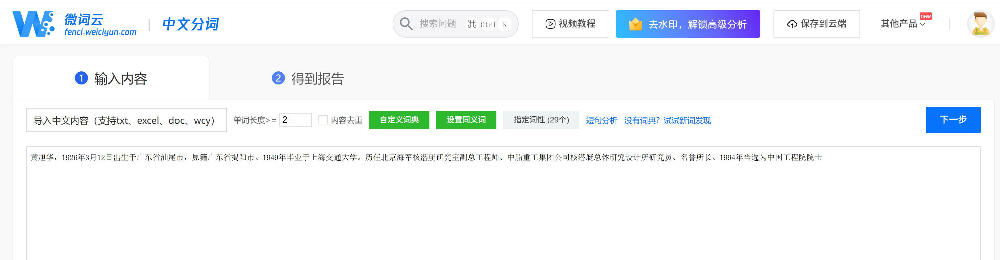 微词云
fenci.weiciyun.com
中文分词
搜索问题 ⌘ Ctrl K
视频教程
去水印，解锁高级分析
保存到云端
其他产品
new
1 输入内容
2 得到报告
导入中文内容（支持txt、excel、doc、wcy）
单词长度>= 2
内容去重
自定义词典
设置同义词
指定词性 (29个)
短句分析
没有词典？试试新词发现
下一步
黄旭华，1926年3月12日出生于广东省汕尾市，原籍广东省揭阳市。1949年毕业于上海交通大学。历任北京海军核潜艇研究室副总工程师、中船重工集团公司核潜艇总体研究设计所研究员、名誉所长。1994年当选为中国工程院院士